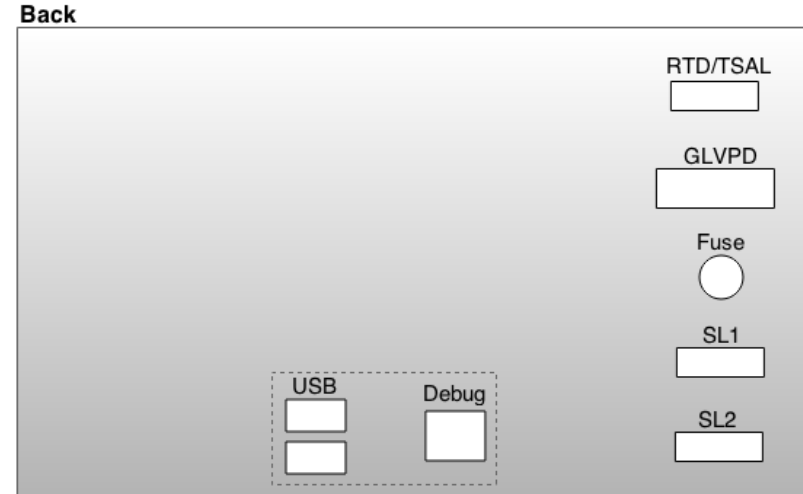 Back
RTD/TSAL
GLVPD
Fuse
SL1
USB
Debug
SL2